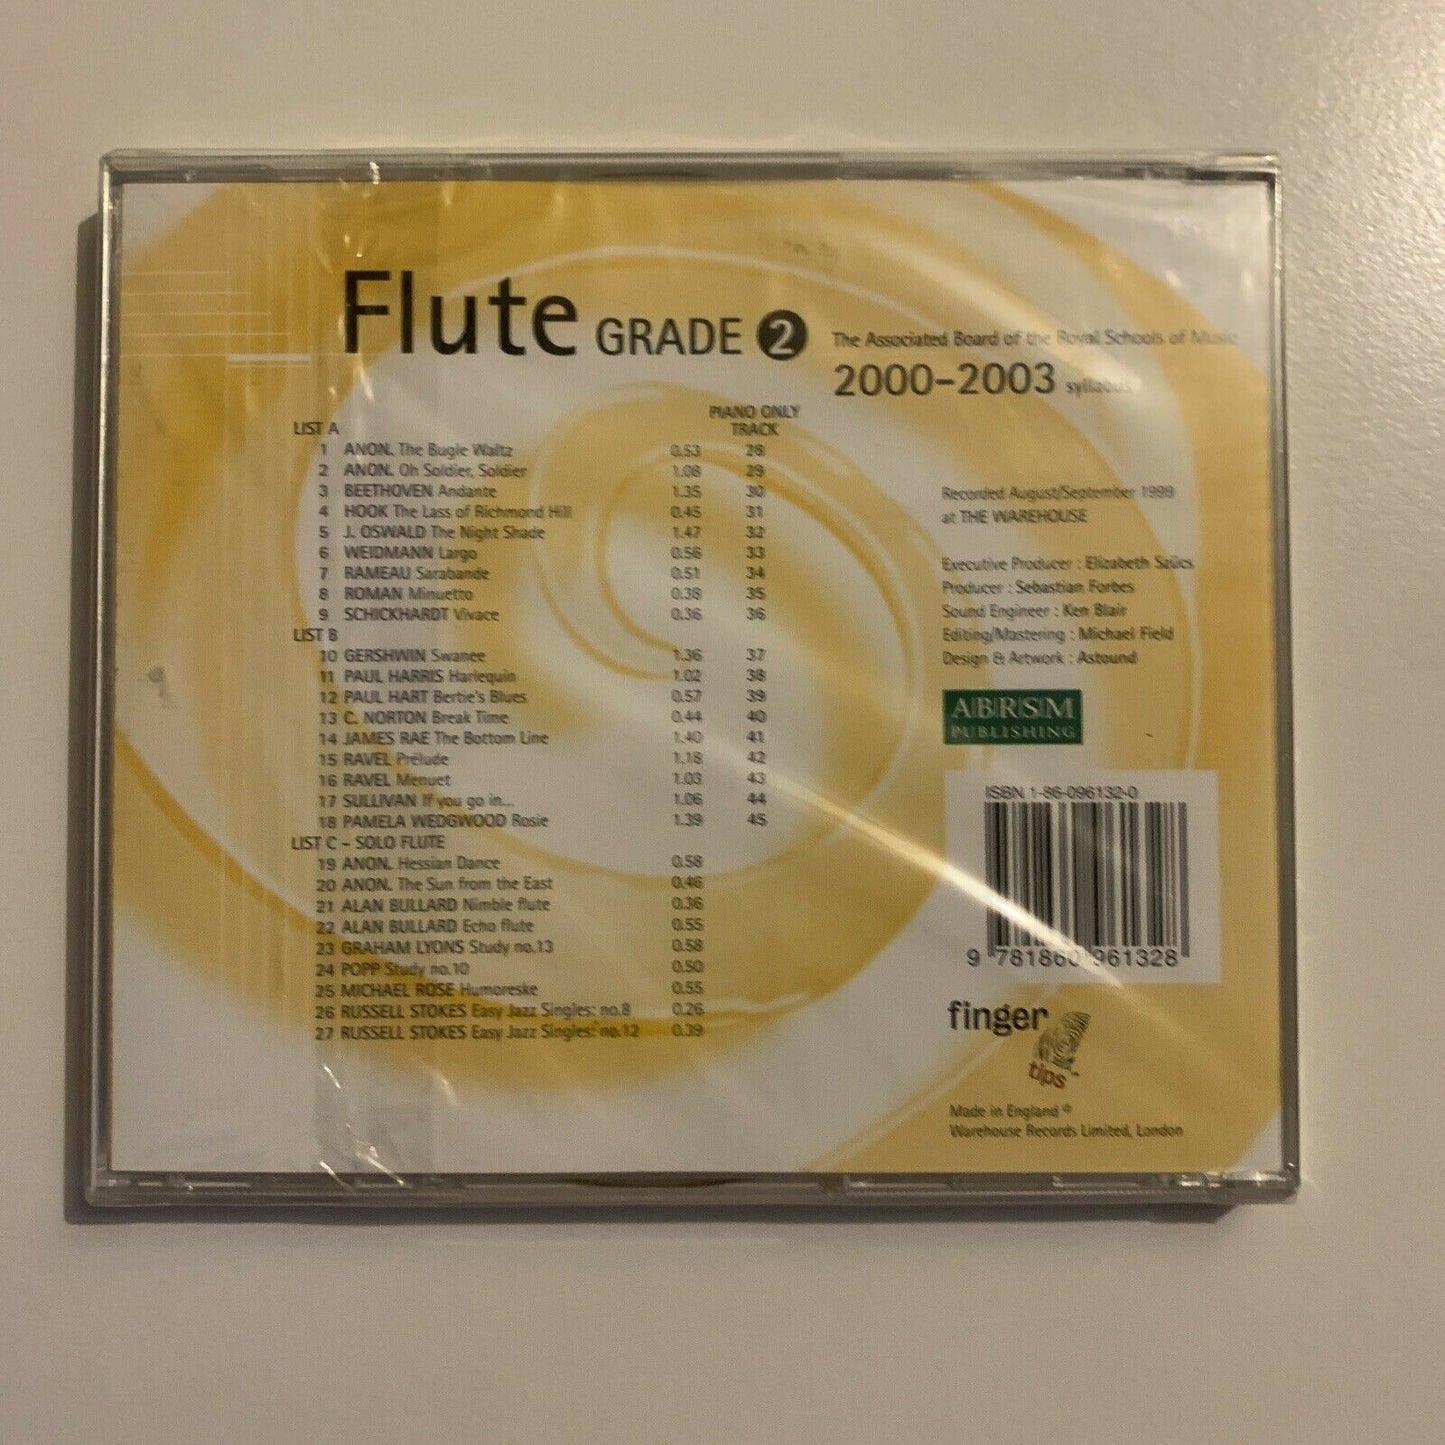 Flute GRADE 2
The Associated Board of the Royal Schools of Music
2000-2003 syllabus
PIANO ONLY
LIST A TRACK
1 ANON. The Bugle Waltz 0.53 28
2 ANON. Oh Soldier, Soldier 1.08 29
3 BEETHOVEN Andante 1.35 30
4 HOOK The Lass of Richmond Hill 0.45 31
5 J. OSWALD The Night Shade 1.47 32
6 WEIDMANN Largo 0.56 33
7 RAMEAU Sarabande 0.51 34
8 ROMAN Minuetto 0.38 35
9 SCHICKHARDT Vivace 0.36 36
LIST B
10 GERSHWIN Swanee 1.36 37
11 PAUL HARRIS Harlequin 1.02 38
12 PAUL HART Bertie's Blues 0.57 39
13 C. NORTON Break Time 0.44 40
14 JAMES RAE The Bottom Line 1.40 41
15 RAVEL Prélude 1.18 42
16 RAVEL Menuet 1.03 43
17 SULLIVAN If you go in... 1.06 44
18 PAMELA WEDGWOOD Rosie 1.39 45
LIST C – SOLO FLUTE
19 ANON. Hessian Dance 0.58
20 ANON. The Sun from the East 0.46
21 ALAN BULLARD Nimble flute 0.36
22 ALAN BULLARD Echo flute 0.55
23 GRAHAM LYONS Study no.13 0.58
24 POPP Study no.10 0.50
25 MICHAEL ROSE Humoreske 0.55
26 RUSSELL STOKES Easy Jazz Singles: no.8 0.26
27 RUSSELL STOKES Easy Jazz Singles: no.12 0.39
Recorded August/September 1999
at THE WAREHOUSE
Executive Producer : Elizabeth Szűcs
Producer : Sebastian Forbes
Sound Engineer : Ken Blair
Editing/Mastering : Michael Field
Design & Artwork : Astound
ABRSM
PUBLISHING
ISBN 1-86-096132-0
9 781860 961328
finger
tips™
Made in England ©
Warehouse Records Limited, London